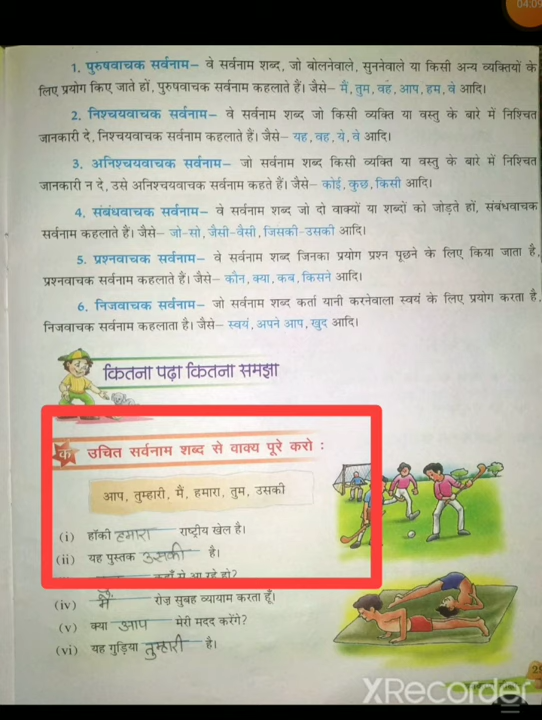 04:09
1. पुरुषवाचक सर्वनाम– वे सर्वनाम शब्द, जो बोलनेवाले, सुननेवाले या किसी अन्य व्यक्तियों के
लिए प्रयोग किए जाते हों, पुरुषवाचक सर्वनाम कहलाते हैं। जैसे– मैं, तुम, वह, आप, हम, वे आदि।
2. निश्चयवाचक सर्वनाम– वे सर्वनाम शब्द जो किसी व्यक्ति या वस्तु के बारे में निश्चित
जानकारी दे, निश्चयवाचक सर्वनाम कहलाते हैं। जैसे– यह, वह, ये, वे आदि।
3. अनिश्चयवाचक सर्वनाम– जो सर्वनाम शब्द किसी व्यक्ति या वस्तु के बारे में निश्चित
जानकारी न दे, उसे अनिश्चयवाचक सर्वनाम कहते हैं। जैसे– कोई, कुछ, किसी आदि।
4. संबंधवाचक सर्वनाम– वे सर्वनाम शब्द जो दो वाक्यों या शब्दों को जोड़ते हों, संबंधवाचक
सर्वनाम कहलाते हैं। जैसे– जो-सो, जैसी-वैसी, जिसकी-उसकी आदि।
5. प्रश्नवाचक सर्वनाम– वे सर्वनाम शब्द जिनका प्रयोग प्रश्न पूछने के लिए किया जाता है,
प्रश्नवाचक सर्वनाम कहलाते हैं। जैसे– कौन, क्या, कब, किसने आदि।
6. निजवाचक सर्वनाम– जो सर्वनाम शब्द कर्ता यानी करनेवाला स्वयं के लिए प्रयोग करता है,
निजवाचक सर्वनाम कहलाता है। जैसे– स्वयं, अपने आप, खुद आदि।
कितना पढ़ा कितना समझा
क उचित सर्वनाम शब्द से वाक्य पूरे करो :
आप, तुम्हारी, मैं, हमारा, तुम, उसकी
(i) हॉकी हमारा राष्ट्रीय खेल है।
(ii) यह पुस्तक उसकी है।
कहाँ से आ रहे हो?
(iv) मैं रोज़ सुबह व्यायाम करता हूँ।
(v) क्या आप मेरी मदद करेंगे?
(vi) यह गुड़िया तुम्हारी है।
XRecorder